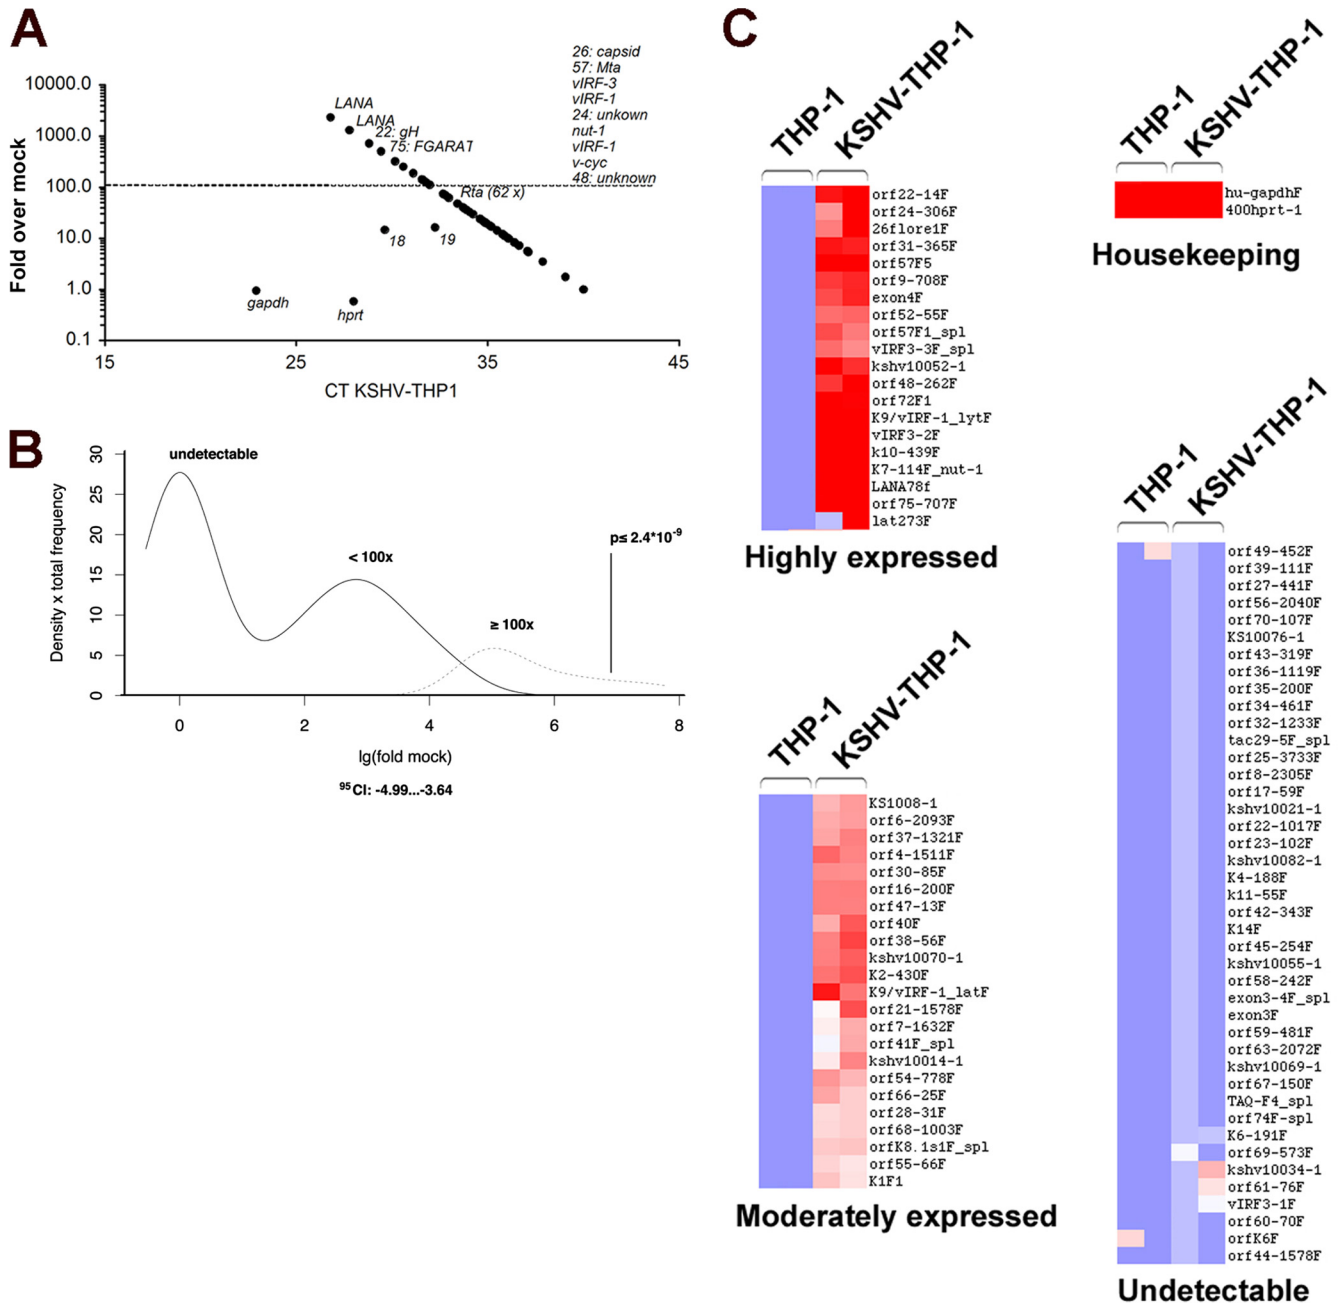 A
26: capsid
57: Mta
vIRF-3
vIRF-1
24: unkown
nut-1
vIRF-1
v-cyc
48: unknown
10000.0
1000.0
100.0
10.0
1.0
0.1
Fold over mock
LANA
LANA
22: gH
75: FGARAT
Rta (62 x)
18
19
gapdh
hprt
15
25
35
45
CT KSHV-THP1
B
30
25
20
15
10
5
0
Density x total frequency
undetectable
< 100x
≥ 100x
p≤ 2.4*10-9
0
2
4
6
8
lg(fold mock)
95CI: -4.99...-3.64
C
THP-1
KSHV-THP-1
orf22-14F
orf24-306F
26flore1F
orf31-365F
orf57F5
orf9-708F
exon4F
orf52-55F
orf57F1_spl
vIRF3-3F_spl
kshv10052-1
orf48-262F
orf72F1
K9/vIRF-1_lytF
vIRF3-2F
k10-439F
K7-114F_nut-1
LANA78f
orf75-707F
lat273F
Highly expressed
THP-1
KSHV-THP-1
hu-gapdhF
400hprt-1
Housekeeping
THP-1
KSHV-THP-1
KS1008-1
orf6-2093F
orf37-1321F
orf4-1511F
orf30-85F
orf16-200F
orf47-13F
orf40F
orf38-56F
kshv10070-1
K2-430F
K9/vIRF-1_latF
orf21-1578F
orf7-1632F
orf41F_spl
kshv10014-1
orf54-778F
orf66-25F
orf28-31F
orf68-1003F
orfK8.1s1F_spl
orf55-66F
K1F1
Moderately expressed
THP-1
KSHV-THP-1
orf49-452F
orf39-111F
orf27-441F
orf56-2040F
orf70-107F
KS10076-1
orf43-319F
orf36-1119F
orf35-200F
orf34-461F
orf32-1233F
tac29-5F_spl
orf25-3733F
orf8-2305F
orf17-59F
kshv10021-1
orf22-1017F
orf23-102F
kshv10082-1
K4-188F
k11-55F
orf42-343F
K14F
orf45-254F
kshv10055-1
orf58-242F
exon3-4F_spl
exon3F
orf59-481F
orf63-2072F
kshv10069-1
orf67-150F
TAQ-F4_spl
orf74F-spl
K6-191F
orf69-573F
kshv10034-1
orf61-76F
vIRF3-1F
orf60-70F
orfK6F
orf44-1578F
Undetectable